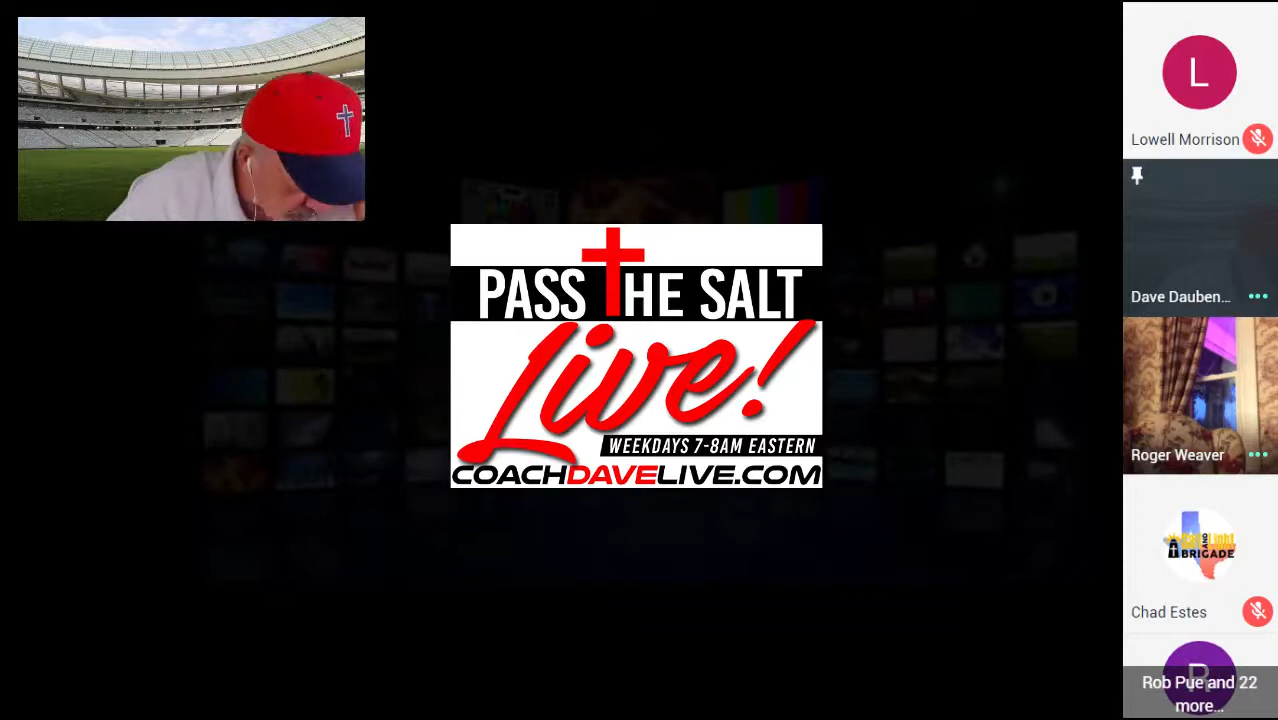 PASS THE SALT
Live!
WEEKDAYS 7-8AM EASTERN
COACHDAVELIVE.COM
L
Lowell Morrison
Dave Dauben...
Roger Weaver
AND
BRIGADE
Chad Estes
R
Rob Pue and 22
more...